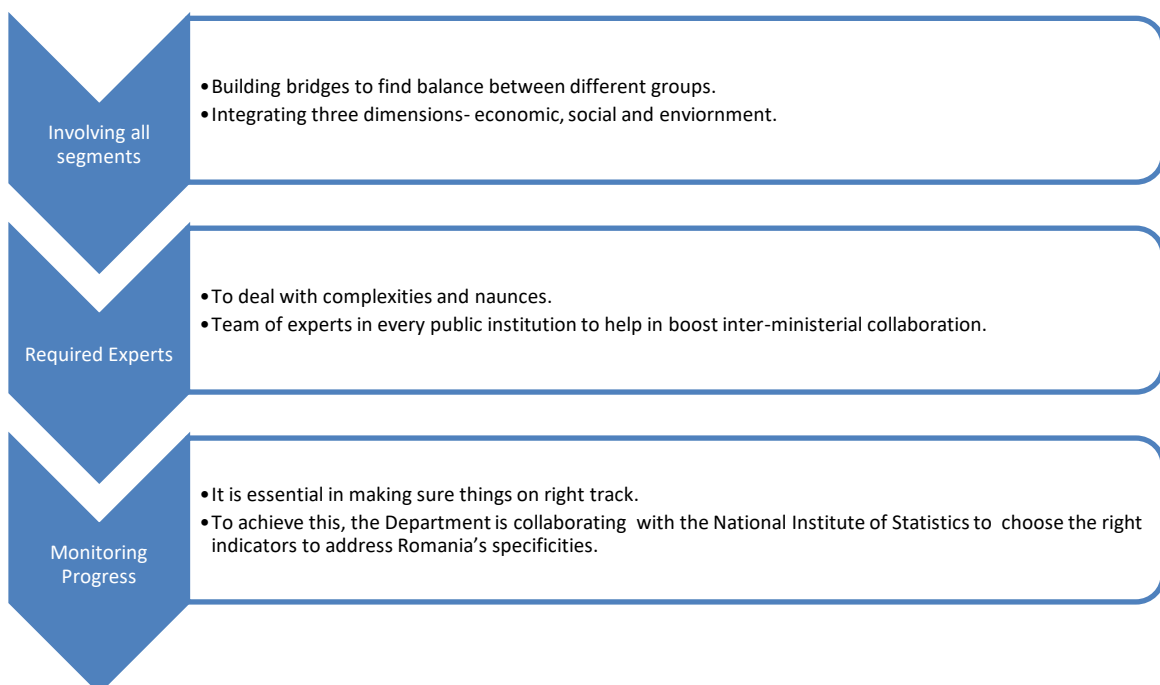 Involving all
segments
•Building bridges to find balance between different groups.
•Integrating three dimensions- economic, social and enviornment.
Required Experts
•To deal with complexities and naunces.
•Team of experts in every public institution to help in boost inter-ministerial collaboration.
Monitoring
Progress
•It is essential in making sure things on right track.
•To achieve this, the Department is collaborating with the National Institute of Statistics to choose the right
indicators to address Romania’s specificities.